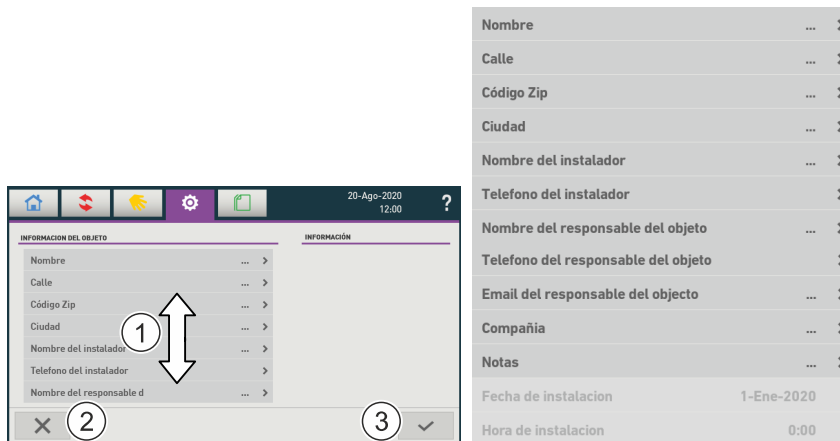 20-Ago-2020
12:00
?
INFORMACION DEL OBJETO
INFORMACIÓN
Nombre ... >
Calle ... >
Código Zip ... >
Ciudad ... >
Nombre del instalador ... >
Telefono del instalador >
Nombre del responsable d ... >
1
2
3
Nombre ...
Calle ...
Código Zip ...
Ciudad ...
Nombre del instalador ...
Telefono del instalador
Nombre del responsable del objeto ...
Telefono del responsable del objeto
Email del responsable del objecto ...
Compañia ...
Notas ...
Fecha de instalacion 1-Ene-2020
Hora de instalacion 0:00